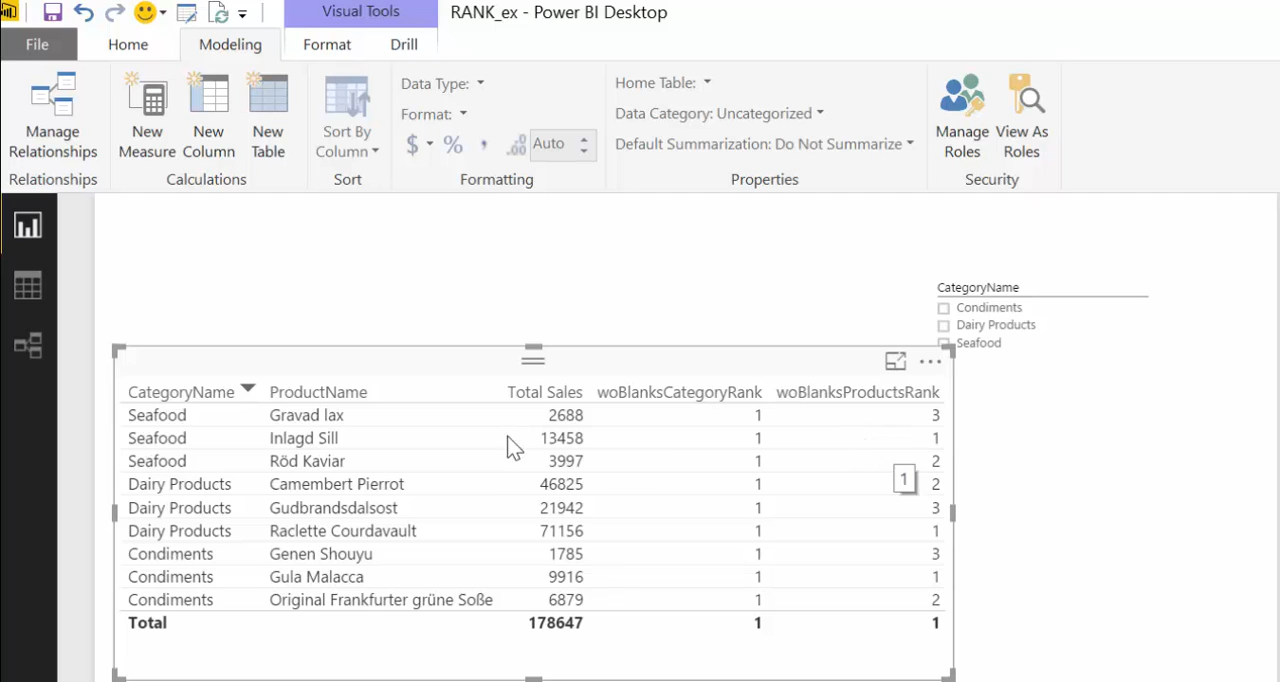 Visual Tools
RANK_ex - Power BI Desktop
File Home Modeling Format Drill
Manage Relationships
New Measure
New Column
New Table
Sort By Column
Data Type:
Format:
$ % , .00 Auto
Home Table:
Data Category: Uncategorized
Default Summarization: Do Not Summarize
Manage Roles
View As Roles
Relationships Calculations Sort Formatting Properties Security
CategoryName
Condiments
Dairy Products
Seafood
CategoryName ProductName Total Sales woBlanksCategoryRank woBlanksProductsRank
Seafood Gravad lax 2688 1 3
Seafood Inlagd Sill 13458 1 1
Seafood Röd Kaviar 3997 1 2
1
Dairy Products Camembert Pierrot 46825 1 2
Dairy Products Gudbrandsdalsost 21942 1 3
Dairy Products Raclette Courdavault 71156 1 1
Condiments Genen Shouyu 1785 1 3
Condiments Gula Malacca 9916 1 1
Condiments Original Frankfurter grüne Soße 6879 1 2
Total 178647 1 1